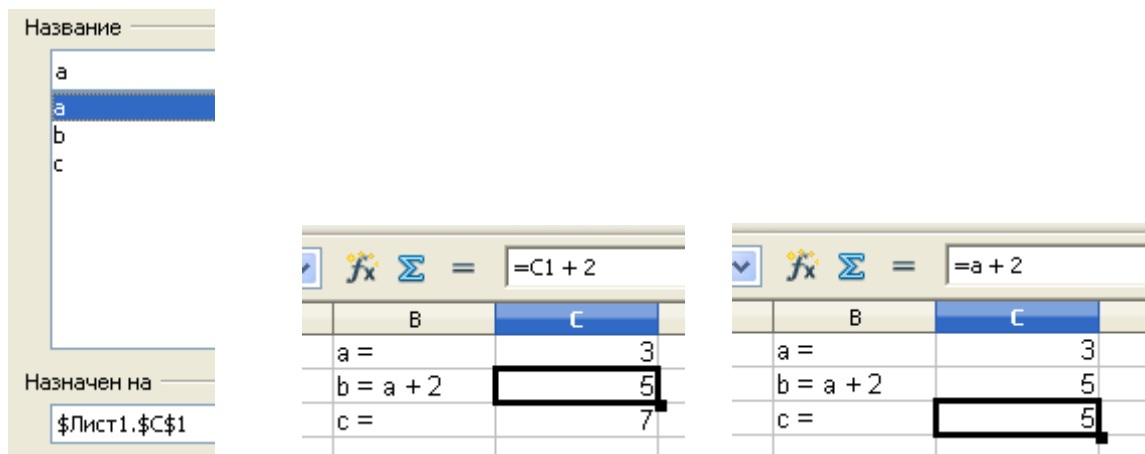 Название
a
a
b
c
Назначен на
$Лист1.$C$1
fx Σ = =C1 + 2
B C
a = 3
b = a + 2 5
c = 7
fx Σ = =a + 2
B C
a = 3
b = a + 2 5
c = 5